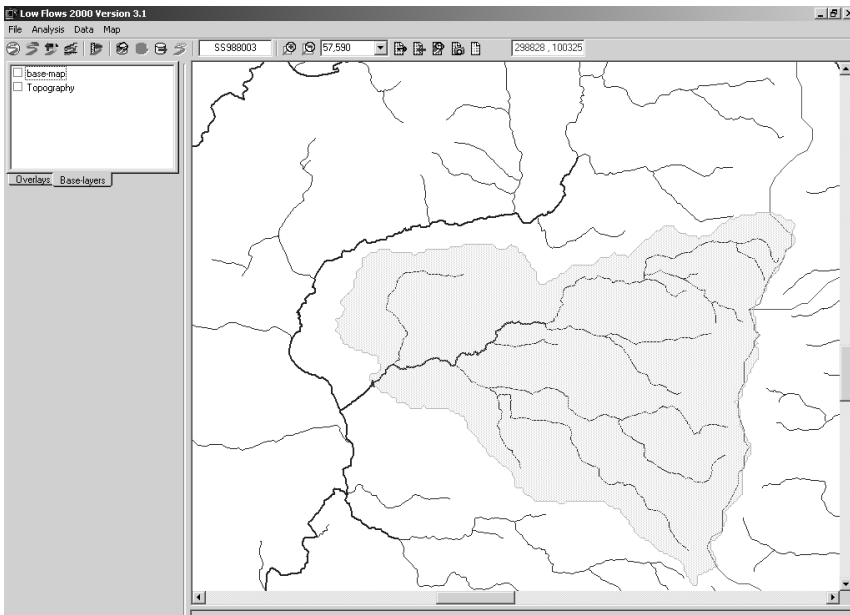 Low Flows 2000 Version 3.1
File Analysis Data Map
SS988003 57,590 298828 , 100325
base-map
Topography
Overlays Base-layers